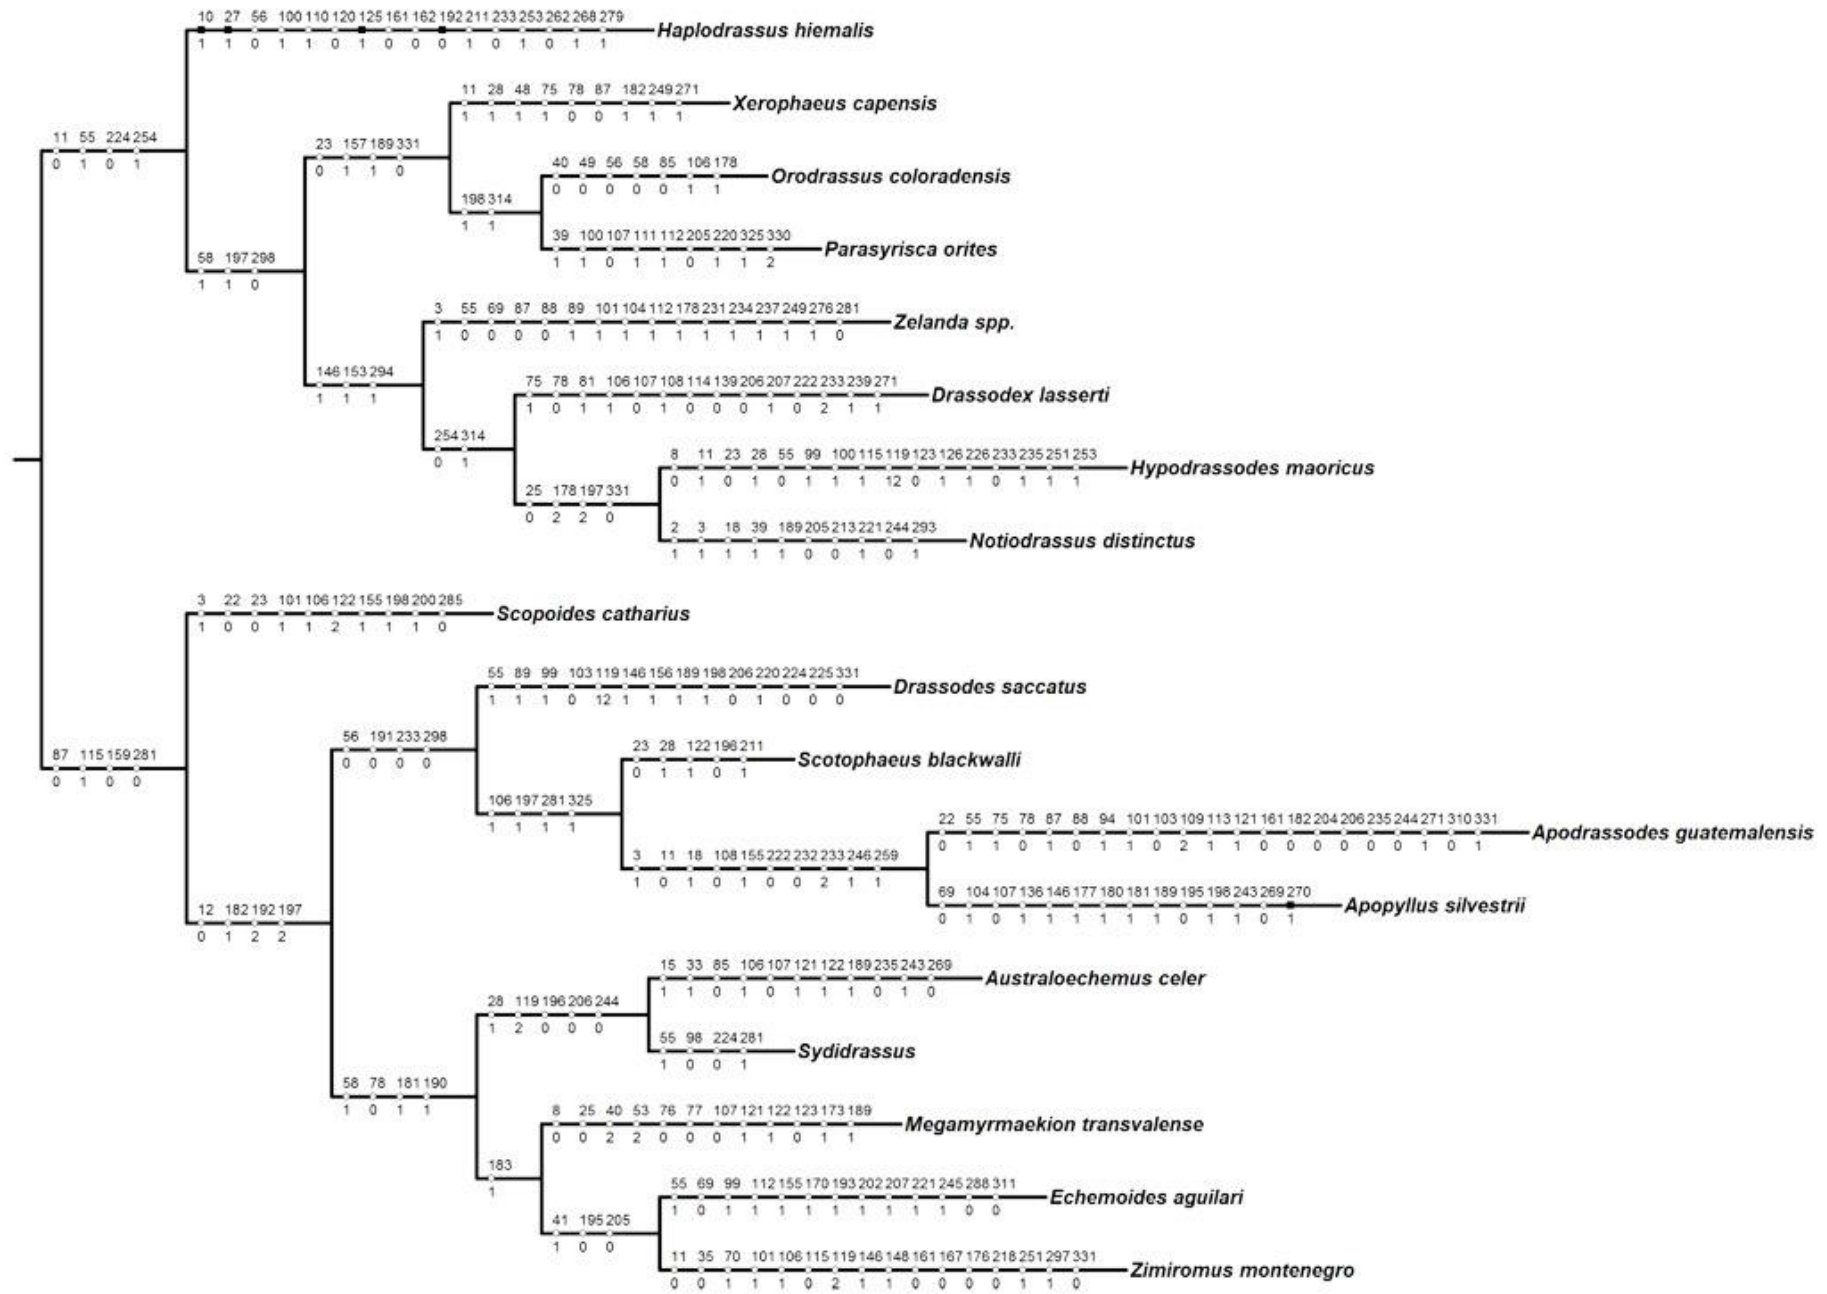 10 27 56 100 110 120 125 161 162 192 211 233 253 262 268 279
Haplodrassus hiemalis
1 1 0 1 1 0 1 0 0 0 1 0 1 0 1 1
11 28 48 75 78 87 182 249 271
Xerophaeus capensis
1 1 1 1 0 0 1 1 1
11 55 224 254
0 1 0 1
23 157 189 331
0 1 1 0
40 49 56 58 85 106 178
Orodrassus coloradensis
0 0 0 0 0 1 1
198 314
1 1
39 100 107 111 112 205 220 325 330
Parasyrisca orites
1 1 0 1 1 0 1 1 2
58 197 298
1 1 0
3 55 69 87 88 89 101 104 112 178 231 234 237 249 276 281
Zelanda spp.
1 0 0 0 0 1 1 1 1 1 1 1 1 1 1 0
146 153 294
1 1 1
75 78 81 106 107 108 114 139 206 207 222 233 239 271
Drassodex lasserti
1 0 1 1 0 1 0 0 0 1 0 2 1 1
254 314
0 1
8 11 23 28 55 99 100 115 119 123 126 226 233 235 251 253
Hypodrassodes maoricus
0 1 0 1 0 1 1 1 12 0 1 1 0 1 1 1
25 178 197 331
0 2 2 0
2 3 18 39 189 205 213 221 244 293
Notiodrassus distinctus
1 1 1 1 1 0 0 1 0 1
3 22 23 101 106 122 155 198 200 285
Scopoides catharius
1 0 0 1 1 2 1 1 1 0
55 89 99 103 119 146 156 189 198 206 220 224 225 331
Drassodes saccatus
1 1 1 0 12 1 1 1 1 0 1 0 0 0
87 115 159 281
0 1 0 0
56 191 233 298
0 0 0 0
23 28 122 196 211
Scotophaeus blackwalli
0 1 1 0 1
106 197 281 325
1 1 1 1
22 55 75 78 87 88 94 101 103 109 113 121 161 182 204 206 235 244 271 310 331
Apodrassodes guatemalensis
0 1 1 0 1 0 1 1 0 2 1 1 0 0 0 0 0 0 1 0 1
3 11 18 108 155 222 232 233 246 259
1 0 1 0 1 0 0 2 1 1
69 104 107 136 146 177 180 181 189 195 198 243 269 270
Apopyllus silvestrii
0 1 0 1 1 1 1 1 1 0 1 1 0 1
12 182 192 197
0 1 2 2
15 33 85 106 107 121 122 189 235 243 269
Australoechemus celer
1 1 0 1 0 1 1 1 0 1 0
28 119 196 206 244
1 2 0 0 0
55 98 224 281
Sydidrassus
1 0 0 1
58 78 181 190
1 0 1 1
8 25 40 53 76 77 107 121 122 123 173 189
Megamyrmaekion transvalense
0 0 2 2 0 0 0 1 1 0 1 1
183
1
55 69 99 112 155 170 193 202 207 221 245 288 311
Echemoides aguilari
1 0 1 1 1 1 1 1 1 1 1 0 0
41 195 205
1 0 0
11 35 70 101 106 115 119 146 148 161 167 176 218 251 297 331
Zimiromus montenegro
0 0 1 1 1 0 2 1 1 0 0 0 0 1 1 0